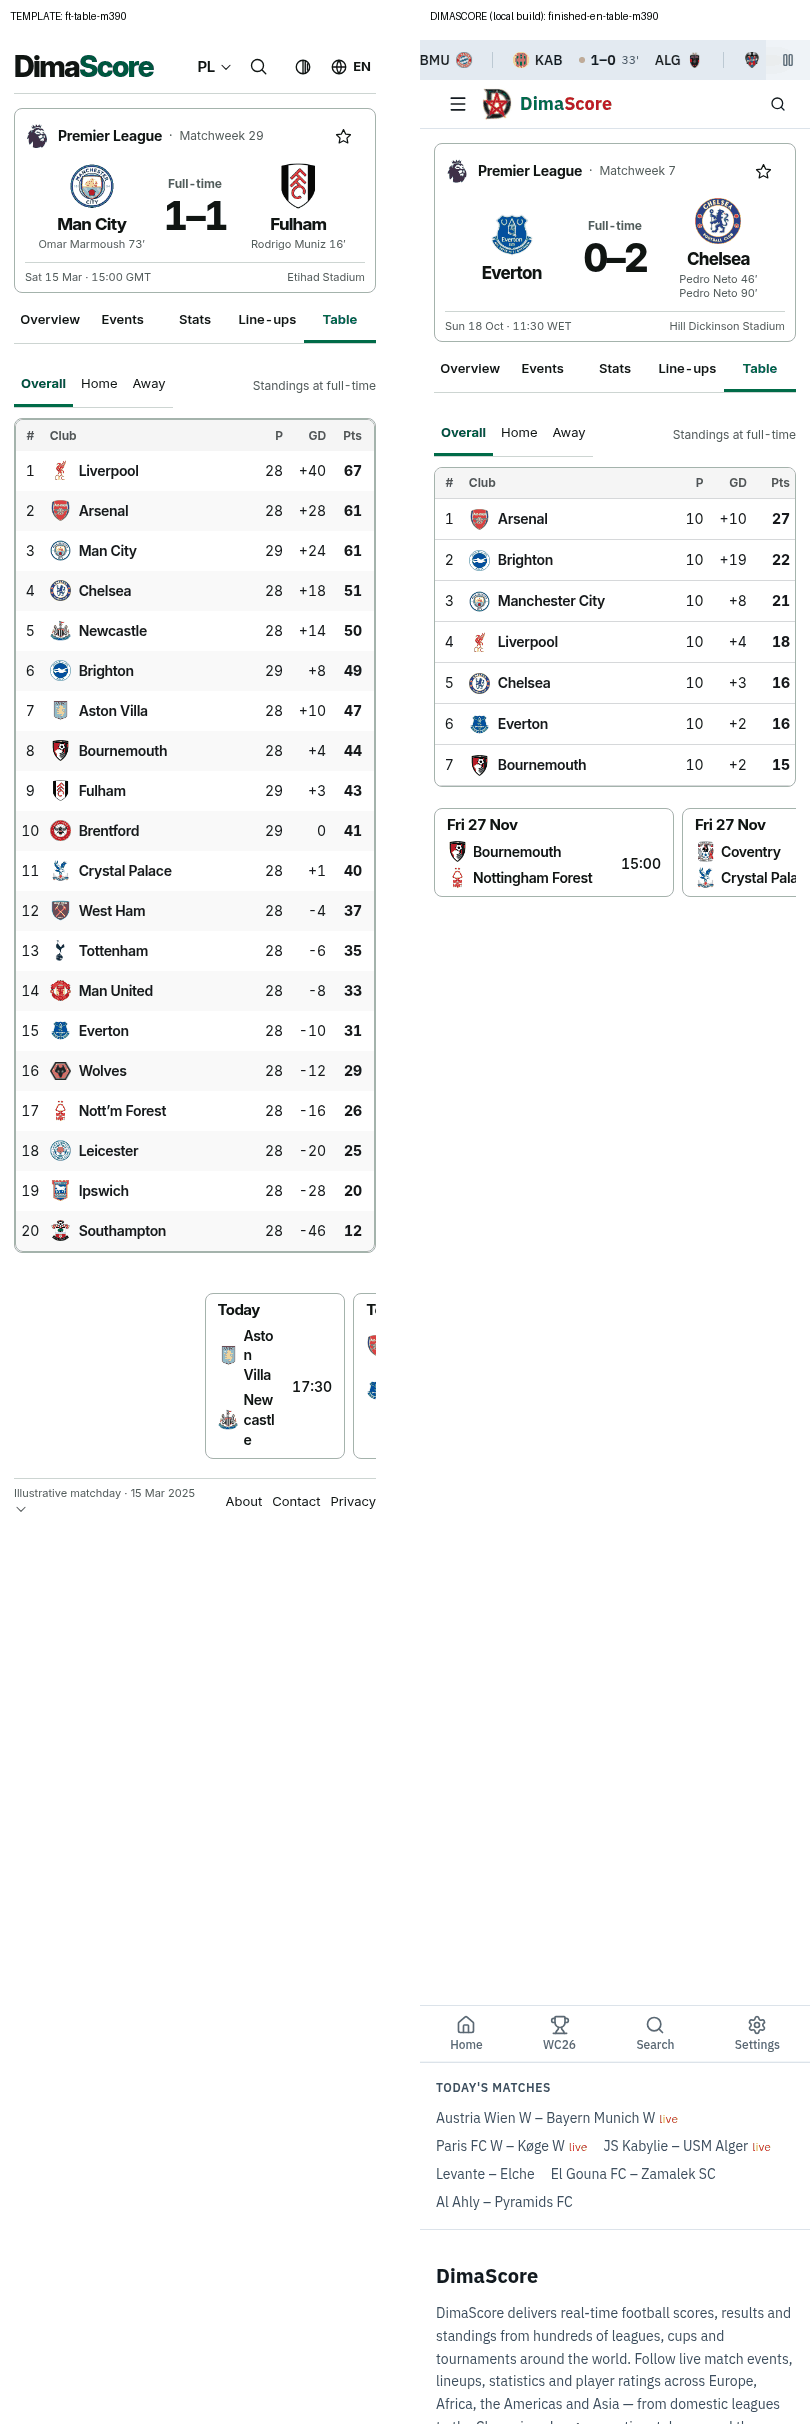 TEMPLATE: ft-table-m390
DimaScore
PL
EN
Premier League · Matchweek 29
Full-time
Man City
1–1
Fulham
Omar Marmoush 73'
Rodrigo Muniz 16'
Sat 15 Mar · 15:00 GMT
Etihad Stadium
Overview Events Stats Line-ups Table
Overall Home Away
Standings at full-time
# Club P GD Pts
1 Liverpool 28 +40 67
2 Arsenal 28 +28 61
3 Man City 29 +24 61
4 Chelsea 28 +18 51
5 Newcastle 28 +14 50
6 Brighton 29 +8 49
7 Aston Villa 28 +10 47
8 Bournemouth 28 +4 44
9 Fulham 29 +3 43
10 Brentford 29 0 41
11 Crystal Palace 28 +1 40
12 West Ham 28 -4 37
13 Tottenham 28 -6 35
14 Man United 28 -8 33
15 Everton 28 -10 31
16 Wolves 28 -12 29
17 Nott’m Forest 28 -16 26
18 Leicester 28 -20 25
19 Ipswich 28 -28 20
20 Southampton 28 -46 12
Today
Asto
n
Villa
17:30
New
castl
e
Illustrative matchday · 15 Mar 2025
About Contact Privacy
DIMASCORE (local build): finished-en-table-m390
BMU
KAB
1–0 33'
ALG
DimaScore
Premier League · Matchweek 7
Full-time
Everton
0–2
Chelsea
Pedro Neto 46'
Pedro Neto 90'
Sun 18 Oct · 11:30 WET
Hill Dickinson Stadium
Overview Events Stats Line-ups Table
Overall Home Away
Standings at full-time
# Club P GD Pts
1 Arsenal 10 +10 27
2 Brighton 10 +19 22
3 Manchester City 10 +8 21
4 Liverpool 10 +4 18
5 Chelsea 10 +3 16
6 Everton 10 +2 16
7 Bournemouth 10 +2 15
Fri 27 Nov
Bournemouth
15:00
Nottingham Forest
Fri 27 Nov
Coventry
Crystal Pala
Home WC26 Search Settings
TODAY'S MATCHES
Austria Wien W – Bayern Munich W live
Paris FC W – Køge W live JS Kabylie – USM Alger live
Levante – Elche El Gouna FC – Zamalek SC
Al Ahly – Pyramids FC
DimaScore
DimaScore delivers real-time football scores, results and
standings from hundreds of leagues, cups and
tournaments around the world. Follow live match events,
lineups, statistics and player ratings across Europe,
Africa, the Americas and Asia — from domestic leagues